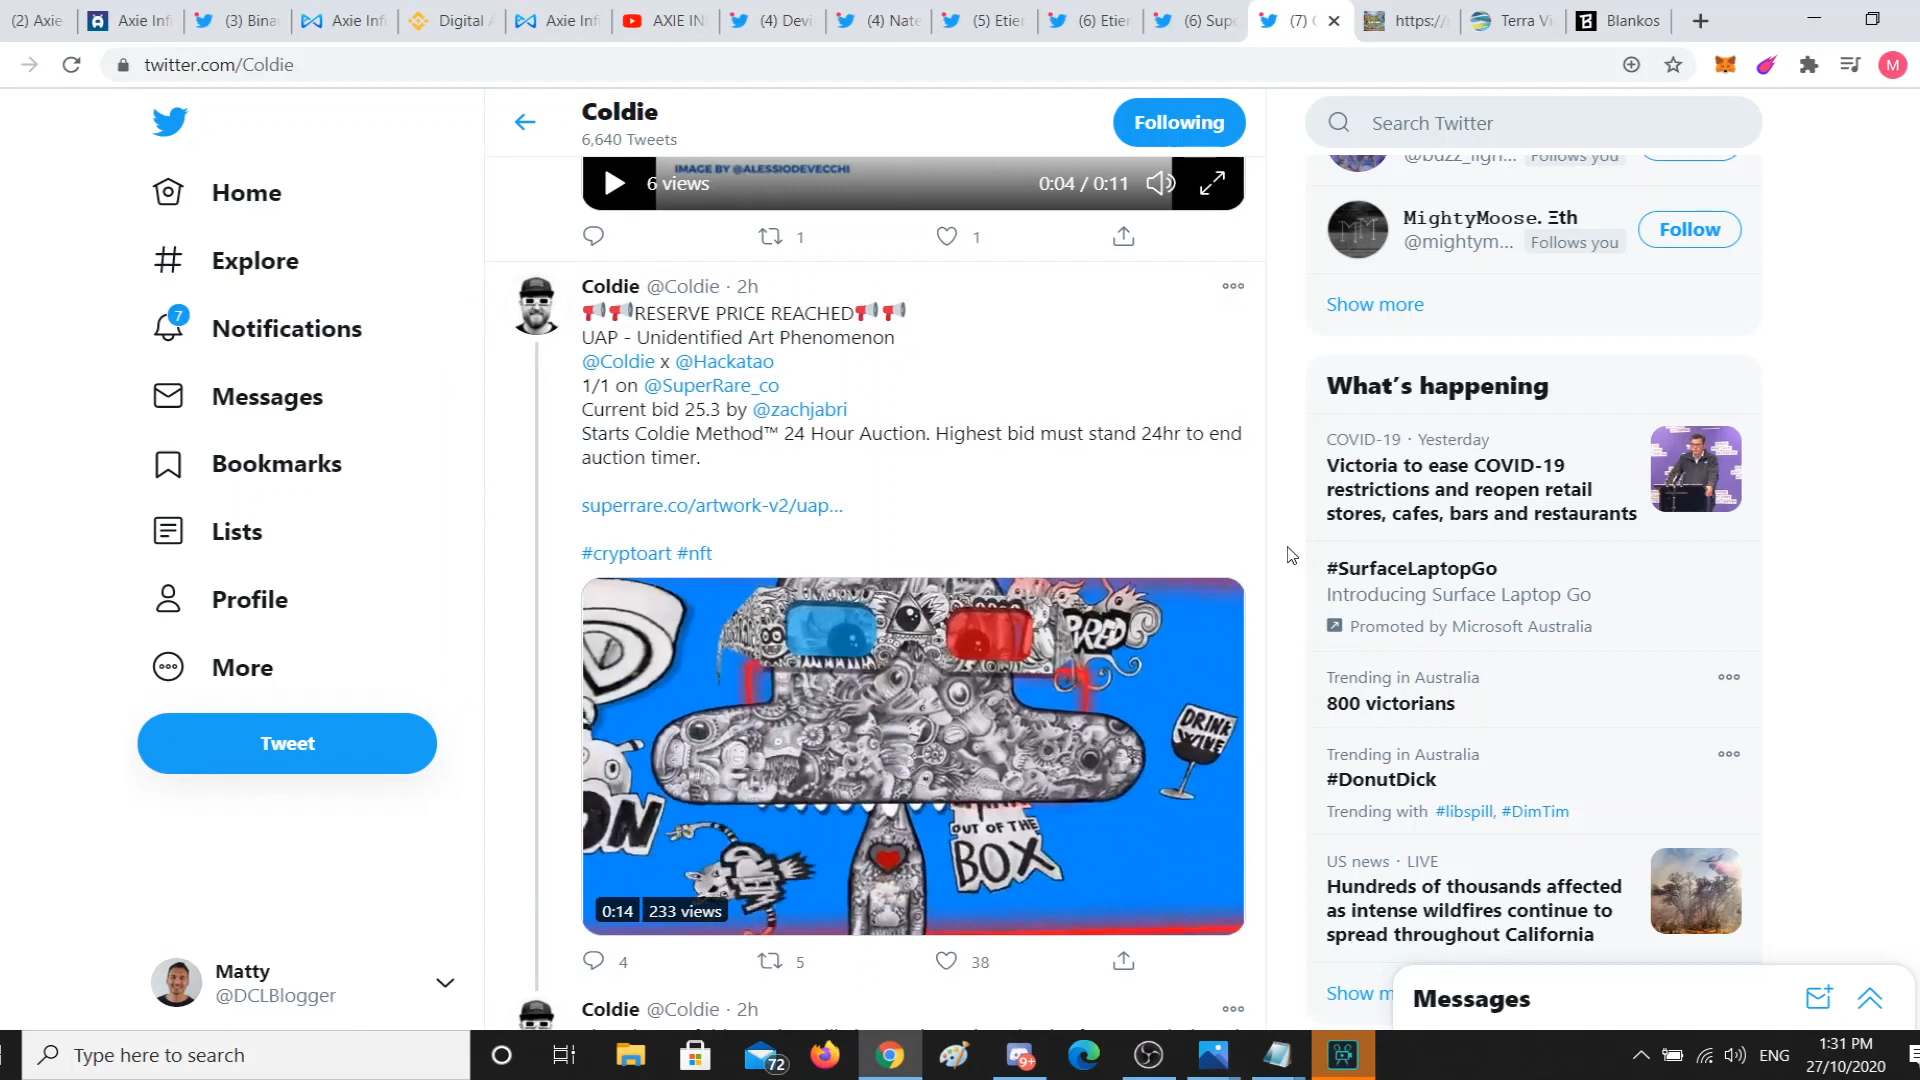 (2) Axie
Axie Infi
(3) Binar
Axie Infi
Digital A
Axie Infi
AXIE IN
(4) Devi
(4) Nate
(5) Etier
(6) Etier
(6) Supe
(7) C
https://
Terra Vi
Blankos
twitter.com/Coldie
M
Home
Explore
7
Notifications
Messages
Bookmarks
Lists
Profile
More
Tweet
Matty
@DCLBlogger
Coldie
6,640 Tweets
Following
IMAGE BY @ALESSIODEVECCHI
6 views
0:04 / 0:11
1
1
Coldie @Coldie · 2h
RESERVE PRICE REACHED
UAP - Unidentified Art Phenomenon
@Coldie x @Hackatao
1/1 on @SuperRare_co
Current bid 25.3 by @zachjabri
Starts Coldie Method™ 24 Hour Auction. Highest bid must stand 24hr to end
auction timer.
superrare.co/artwork-v2/uap...
#cryptoart #nft
DRINK
WINE
OUT OF THE
BOX
0:14
233 views
4
5
38
Coldie @Coldie · 2h
Search Twitter
@buzz_ligh...
Follows you
MightyMoose. Ξth
@mightym...
Follows you
Follow
Show more
What's happening
COVID-19 · Yesterday
Victoria to ease COVID-19
restrictions and reopen retail
stores, cafes, bars and restaurants
#SurfaceLaptopGo
Introducing Surface Laptop Go
Promoted by Microsoft Australia
Trending in Australia
800 victorians
Trending in Australia
#DonutDick
Trending with #libspill, #DimTim
US news · LIVE
Hundreds of thousands affected
as intense wildfires continue to
spread throughout California
Show m
Messages
Type here to search
72
9+
ENG
1:31 PM
27/10/2020